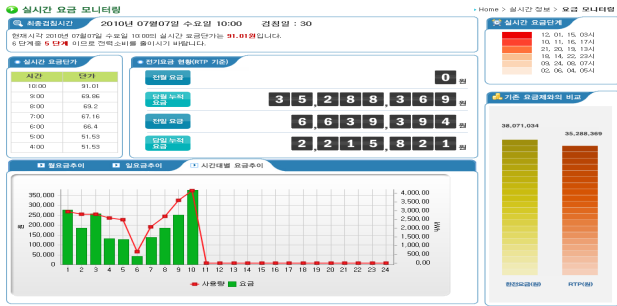 실시간 요금 모니터링
Home > 실시간 정보 > 요금 모니터링
최종검침시간 2010년 07월07일 수요일 10:00 검침일 : 30
현재시각 2010년 07월07일 수요일 10:00의 실시간 요금단가는 91.01원입니다.
6 단계중 5 단계 이므로 전력소비를 줄이시기 바랍니다.
실시간 요금단가
시간 단가
10:00 91.01
9:00 69.86
8:00 69.2
7:00 67.16
6:00 66.4
5:00 51.53
4:00 51.53
전기요금 현황(RTP 기준)
전월 요금 0 원
당월 누적 요금 35,288,369 원
전일 요금 6,639,394 원
당일 누적 요금 2,215,821 원
월요금추이 일요금추이 시간대별 요금추이
원
350,000
300,000
250,000
200,000
150,000
100,000
50,000
0
4,000.00
3,500.00
3,000.00
2,500.00
2,000.00
1,500.00
1,000.00
500.00
0.00
kWh
1 2 3 4 5 6 7 8 9 10 11 12 13 14 15 16 17 18 19 20 21 22 23 24
사용량 요금
실시간 요금단계
12, 01, 15, 03시
10, 11, 16, 17시
21, 20, 19, 13시
18, 14, 22, 23시
09, 24, 08, 07시
02, 06, 04, 05시
기존 요금제와의 비교
38,071,034
35,288,369
한전요금(원) RTP(원)